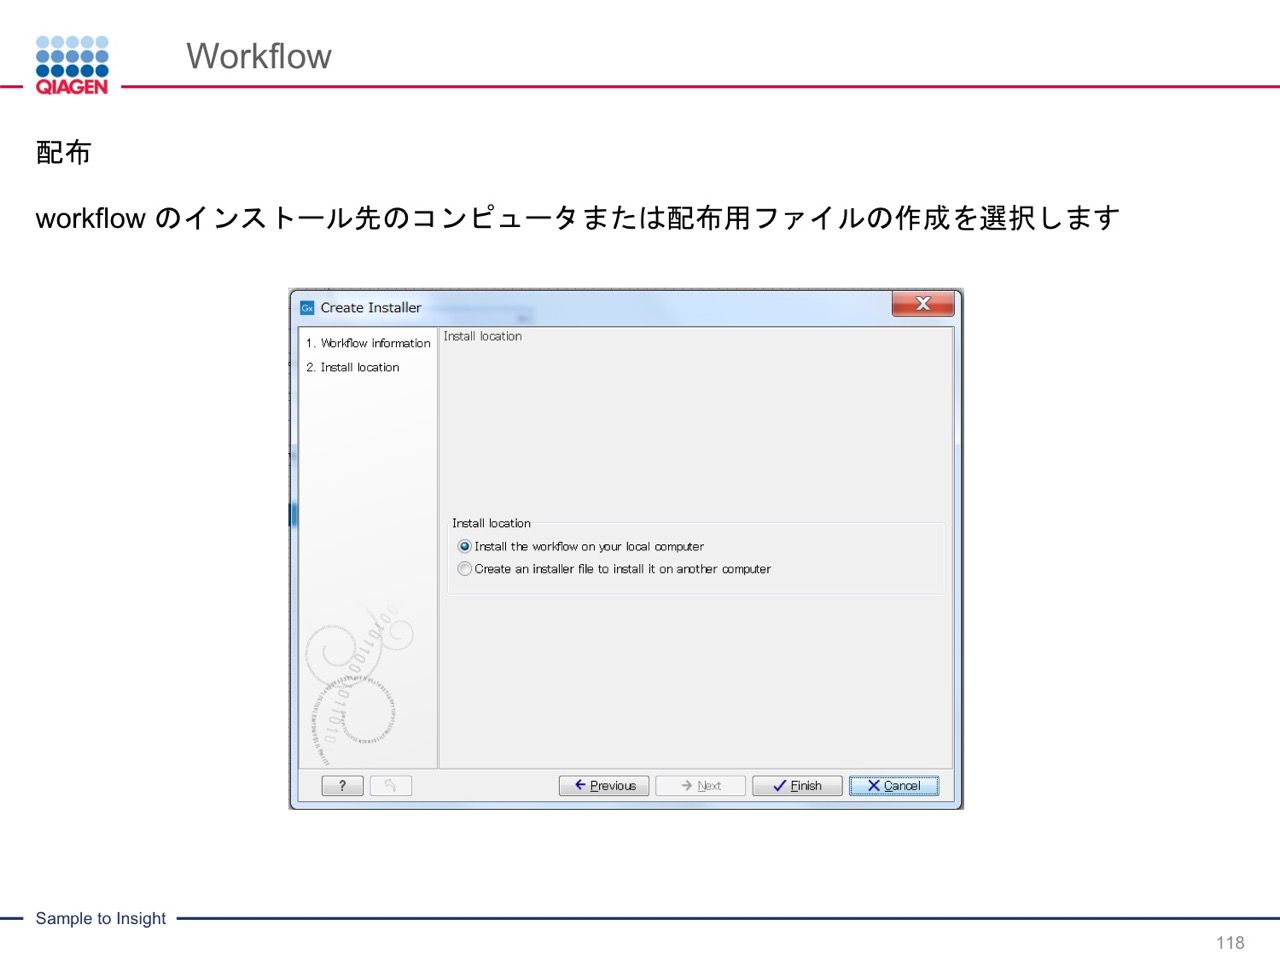 QIAGEN
Workflow
配布
workflow のインストール先のコンピュータまたは配布用ファイルの作成を選択します
Gx Create Installer
1. Workflow information
2. Install location
Install location
Install location
Install the workflow on your local computer
Create an installer file to install it on another computer
? Previous Next Finish Cancel
Sample to Insight
118